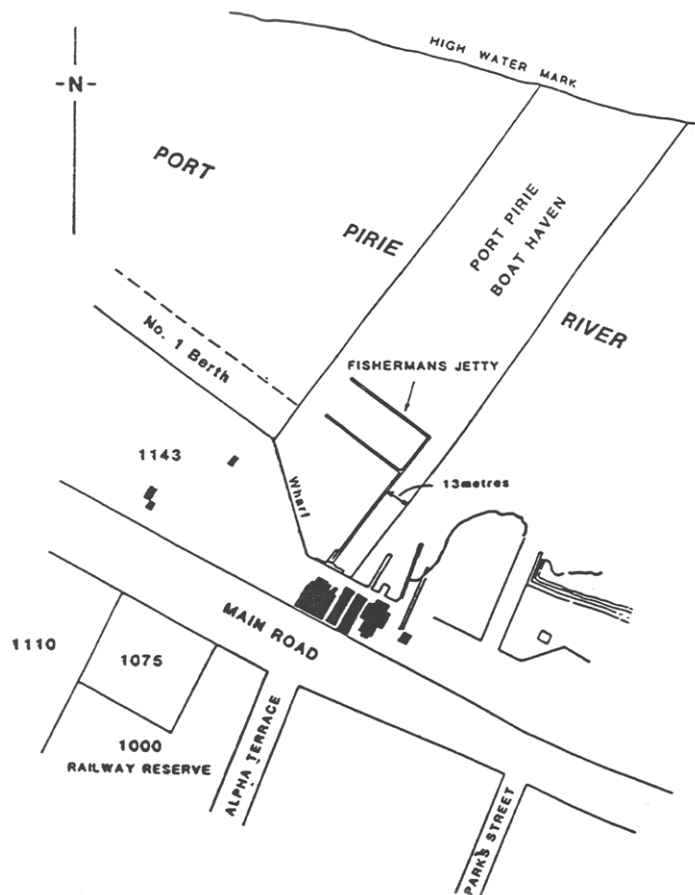 HIGH WATER MARK
-N-
PORT
PIRIE
PORT PIRIE
BOAT HAVEN
RIVER
No. 1 Berth
FISHERMANS JETTY
1143
Wharf
13metres
MAIN ROAD
1110
1075
1000
RAILWAY RESERVE
ALPHA TERRACE
PARKS STREET